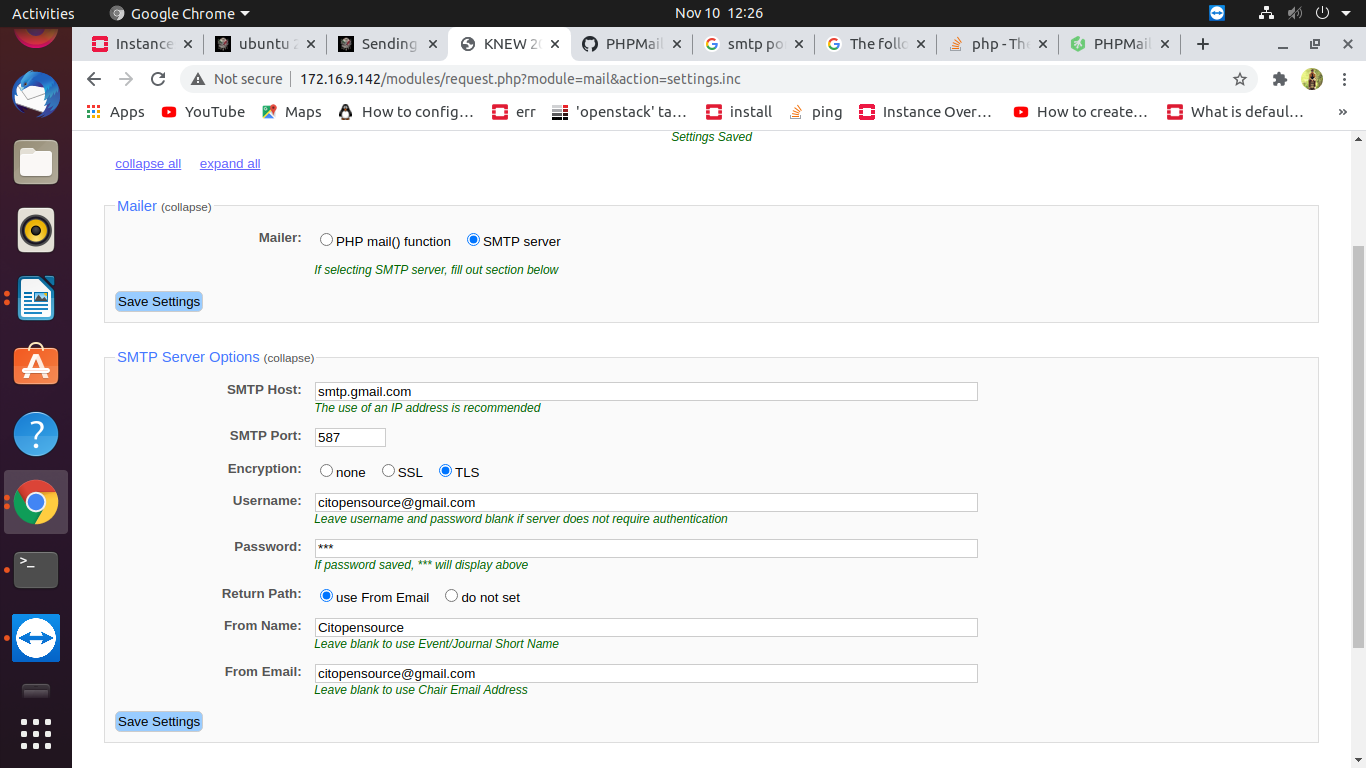 Activities Google Chrome Nov 10 12:26
Instance ubuntu 2 Sending KNEW 20 PHPMail smtp po The follo php - The PHPMail
Not secure 172.16.9.142/modules/request.php?module=mail&action=settings.inc
Apps YouTube Maps How to config… err 'openstack' ta… install ping Instance Over… How to create… What is defaul… »
Settings Saved
collapse all expand all
Mailer (collapse)
Mailer: PHP mail() function SMTP server
If selecting SMTP server, fill out section below
Save Settings
SMTP Server Options (collapse)
SMTP Host: smtp.gmail.com
The use of an IP address is recommended
SMTP Port: 587
Encryption: none SSL TLS
Username: citopensource@gmail.com
Leave username and password blank if server does not require authentication
Password: ***
If password saved, *** will display above
Return Path: use From Email do not set
From Name: Citopensource
Leave blank to use Event/Journal Short Name
From Email: citopensource@gmail.com
Leave blank to use Chair Email Address
Save Settings